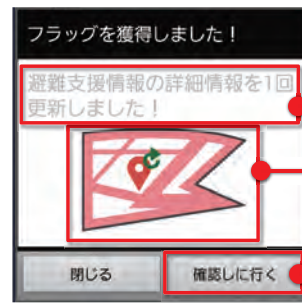 フラッグを獲得しました！
避難支援情報の詳細情報を1回
更新しました！
閉じる
確認しに行く